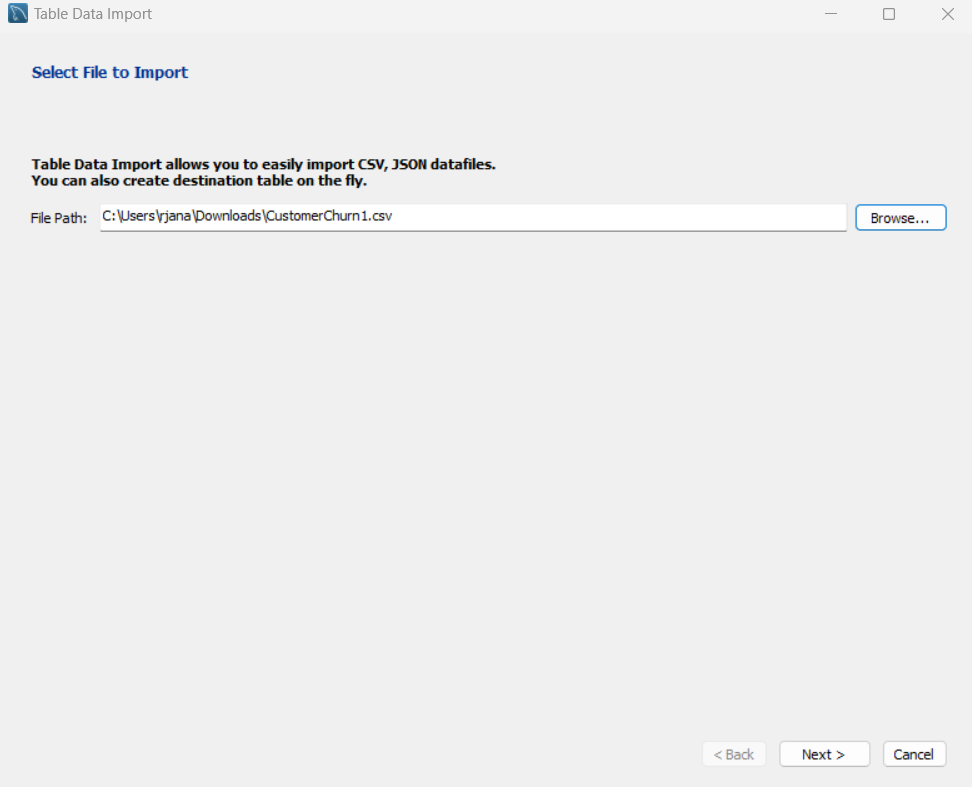 Table Data Import
Select File to Import
Table Data Import allows you to easily import CSV, JSON datafiles.
You can also create destination table on the fly.
File Path: C:\Users\rjana\Downloads\CustomerChurn1.csv Browse...
< Back Next > Cancel